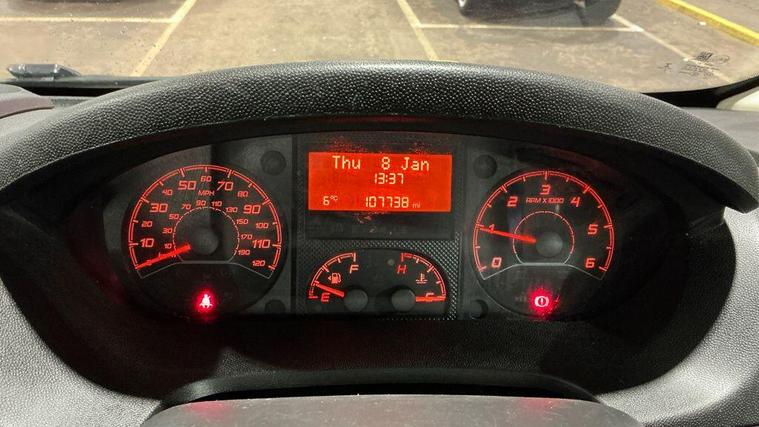 Thu 8 Jan
13:37
6°C 107738 mi
0 10 20 30 40 50 60 70 80 90 100 110 120
MPH
10 30 50 70 90 110 130 150 170 190
E F
H C
0 1 2 3 4 5 6
RPM X 1000